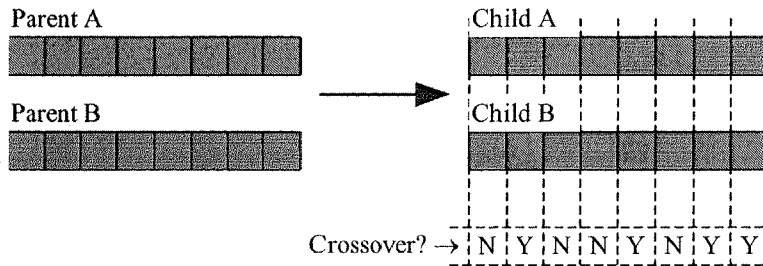 Parent A
Child A
Parent B
Child B
Crossover? → N Y N N Y N Y Y